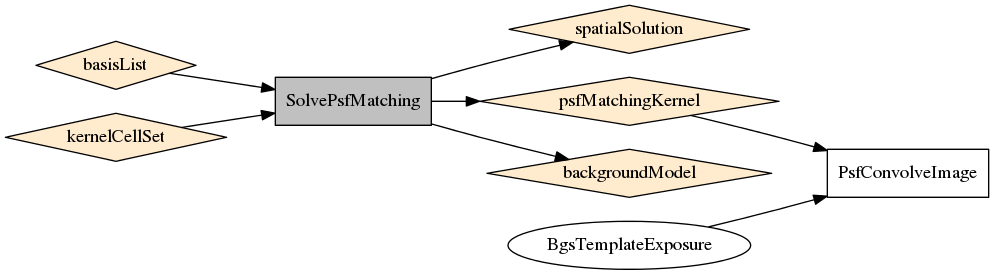 basisList
kernelCellSet
SolvePsfMatching
spatialSolution
psfMatchingKernel
backgroundModel
BgsTemplateExposure
PsfConvolveImage